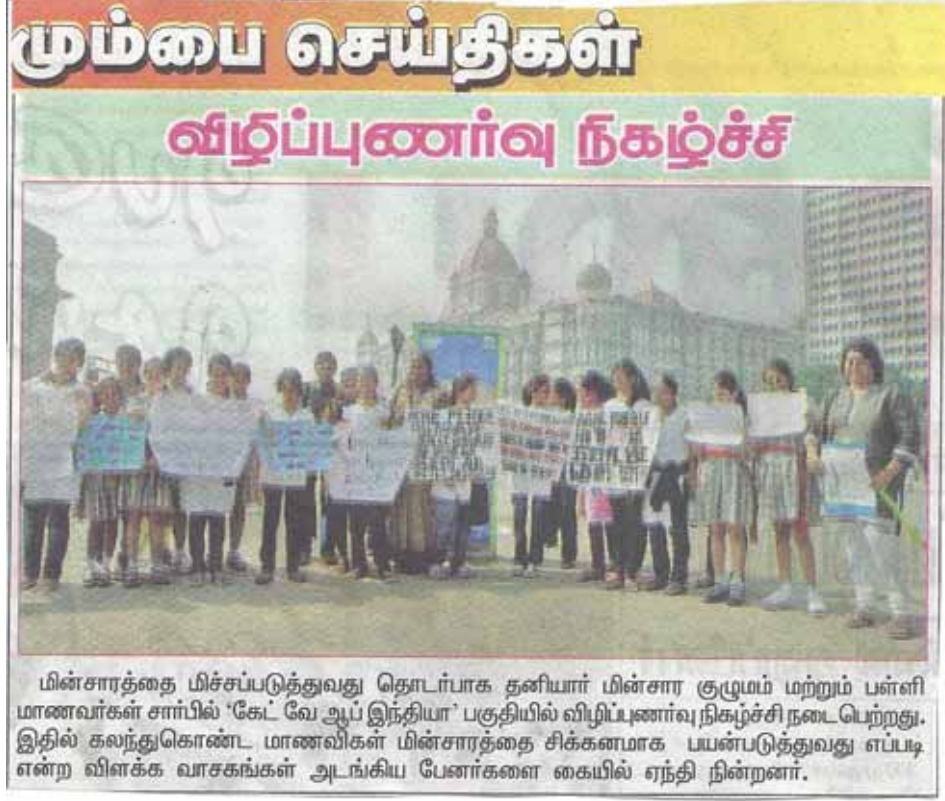 மும்பை செய்திகள்
விழிப்புணர்வு நிகழ்ச்சி
மின்சாரத்தை மிச்சப்படுத்துவது தொடர்பாக தனியார் மின்சார குழுமம் மற்றும் பள்ளி
மாணவர்கள் சார்பில் ‘கேட் வே ஆப் இந்தியா’ பகுதியில் விழிப்புணர்வு நிகழ்ச்சி நடைபெற்றது.
இதில் கலந்துகொண்ட மாணவிகள் மின்சாரத்தை சிக்கனமாக பயன்படுத்துவது எப்படி
என்ற விளக்க வாசகங்கள் அடங்கிய பேனர்களை கையில் ஏந்தி நின்றனர்.